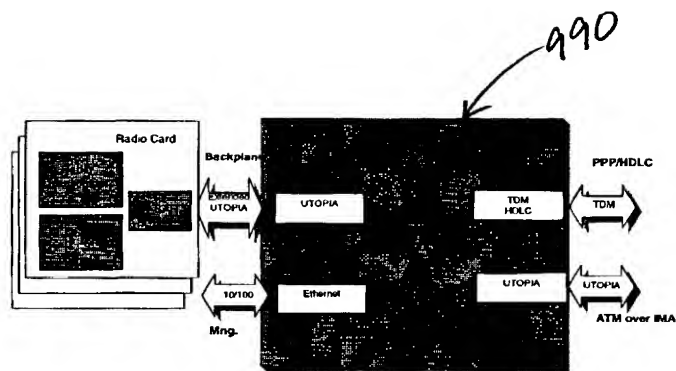 990
Radio Card
Backplane
PPP/HDLC
Extended
UTOPIA
UTOPIA
TDM
HDLC
TDM
10/100
Ethernet
UTOPIA
UTOPIA
Mng.
ATM over IMA